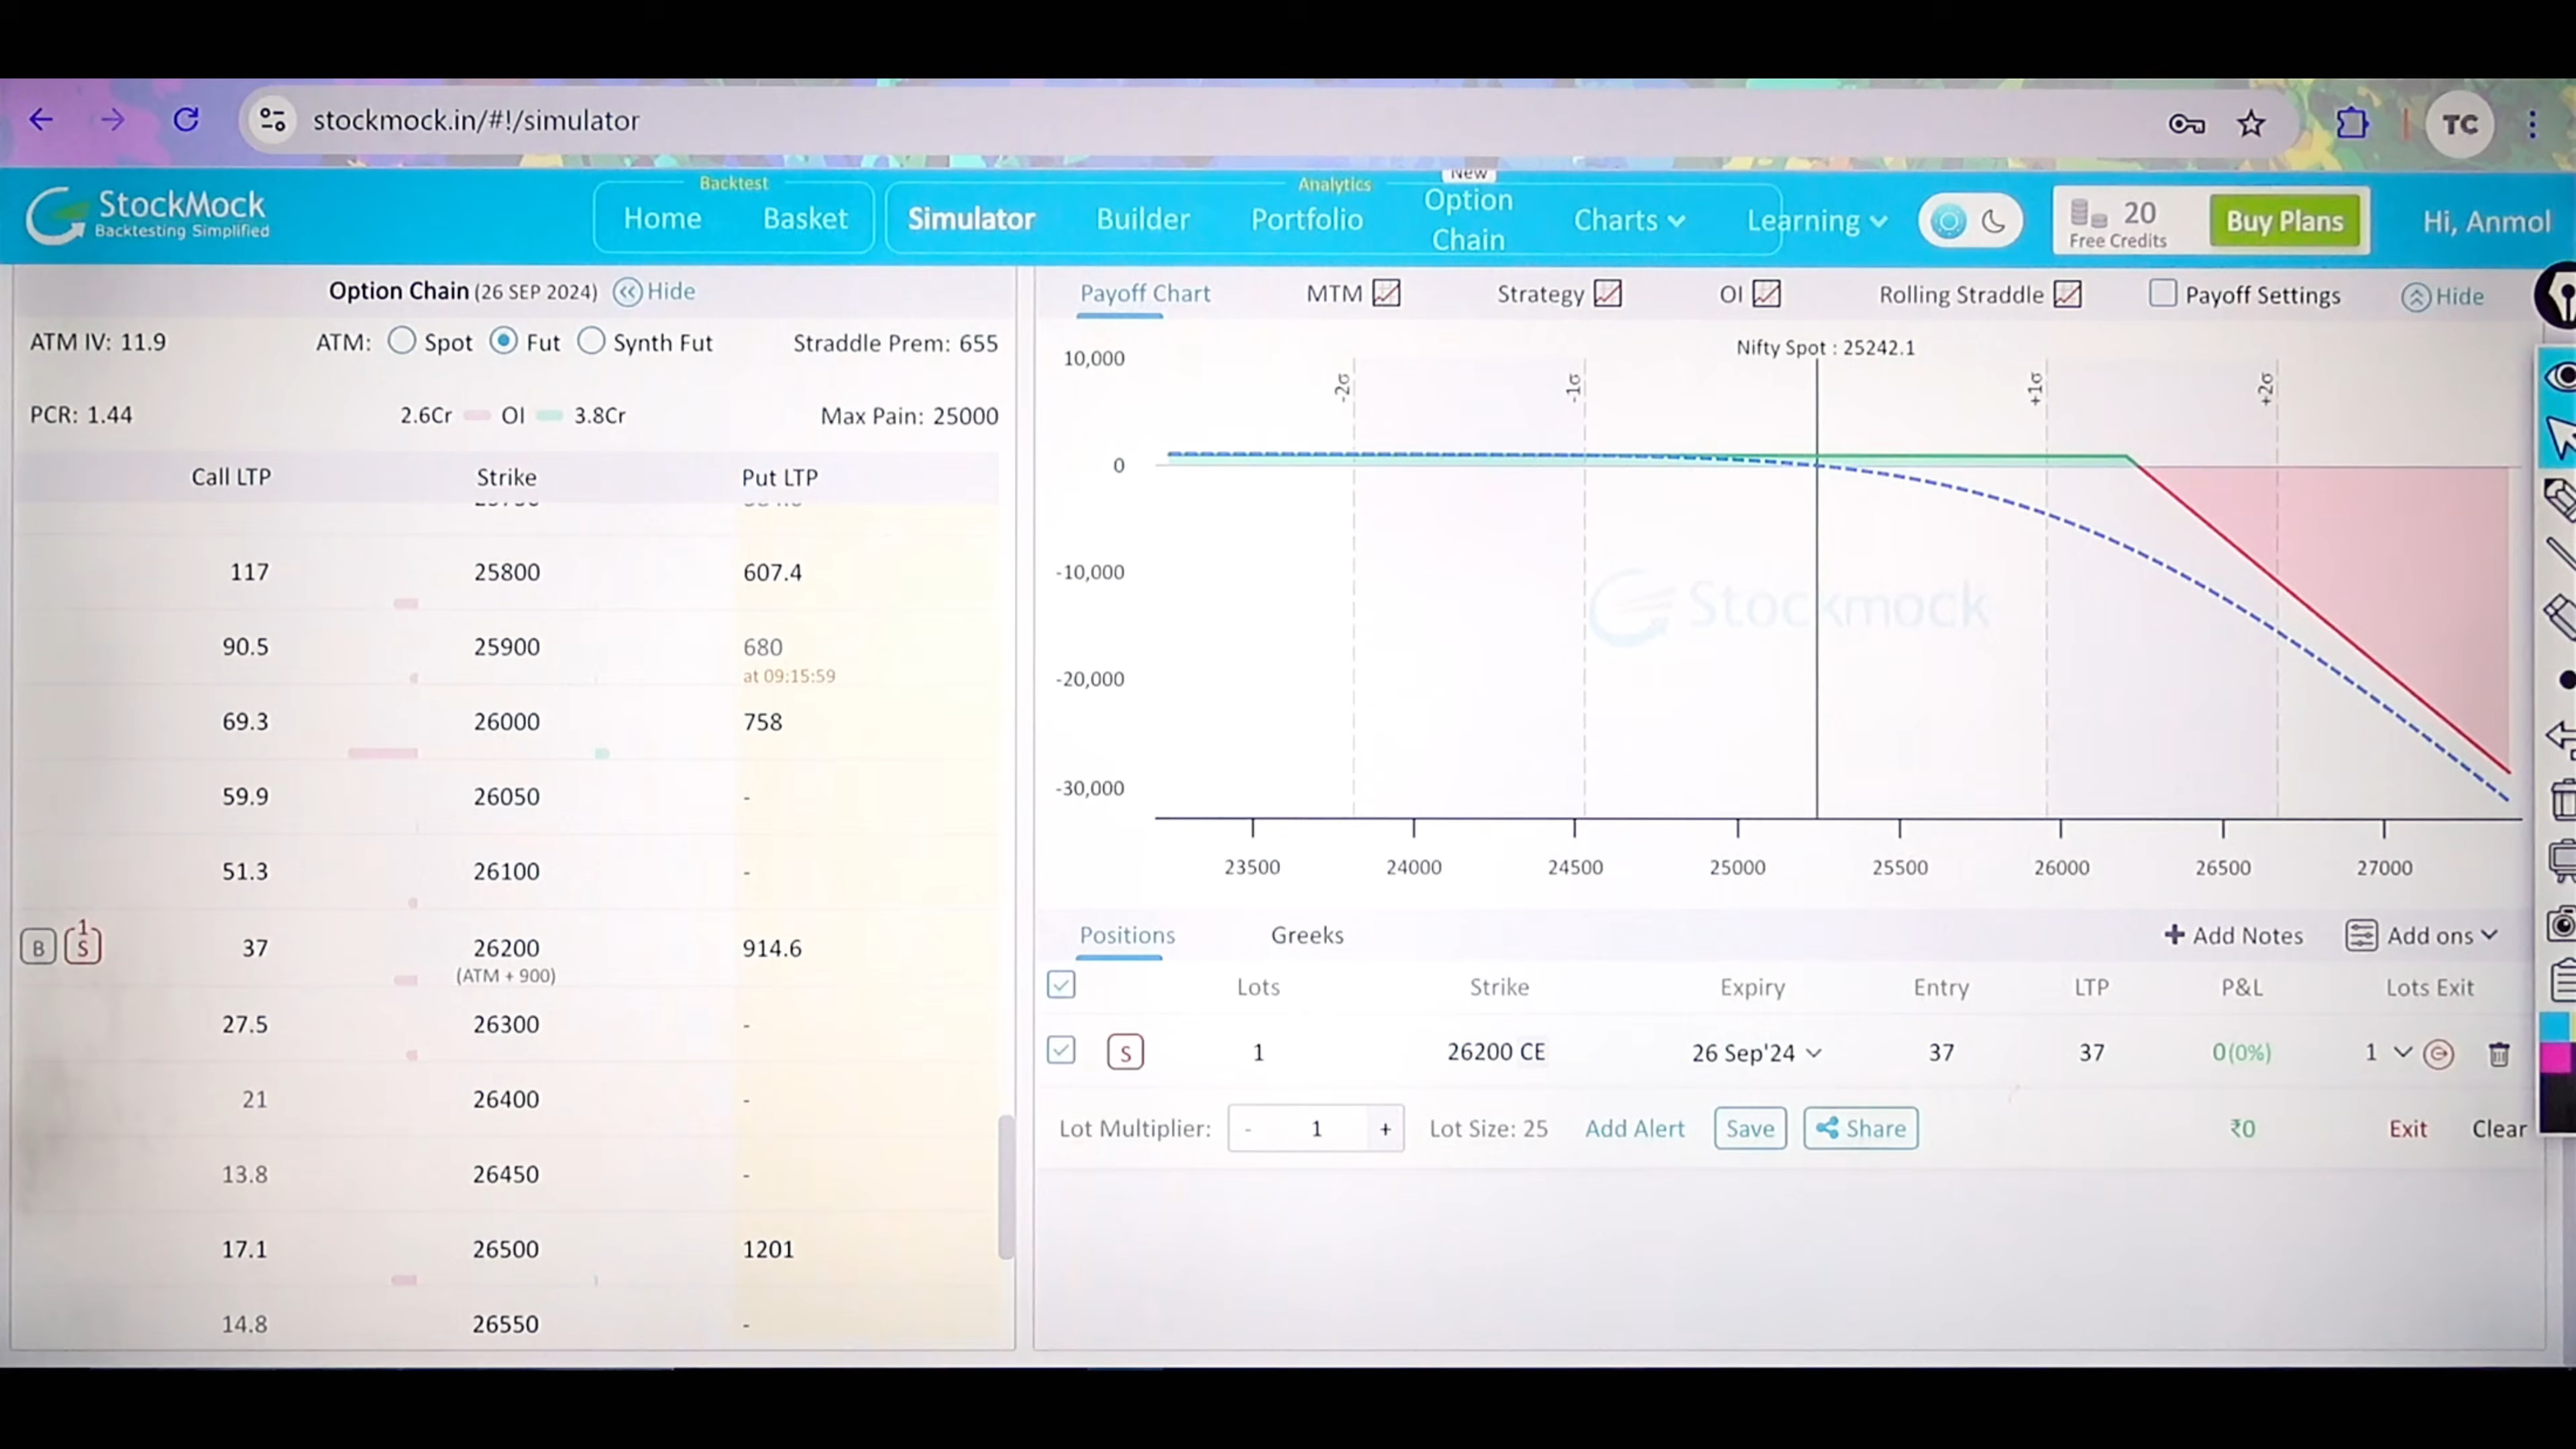 stockmock.in/#!/simulator
TC
StockMock
Backtesting Simplified
Backtest
Home
Basket
Analytics
Simulator
Builder
Portfolio
New
Option Chain
Charts
Learning
20
Free Credits
Buy Plans
Hi, Anmol
Option Chain (26 SEP 2024) Hide
ATM IV: 11.9
ATM: Spot Fut Synth Fut
Straddle Prem: 655
PCR: 1.44
2.6Cr OI 3.8Cr
Max Pain: 25000
Call LTP Strike Put LTP
117 25800 607.4
90.5 25900 680
at 09:15:59
69.3 26000 758
59.9 26050 -
51.3 26100 -
B S 1 37 26200 914.6
(ATM + 900)
27.5 26300 -
21 26400 -
13.8 26450 -
17.1 26500 1201
14.8 26550 -
Payoff Chart
MTM
Strategy
OI
Rolling Straddle
Payoff Settings
Hide
Nifty Spot : 25242.1
-2σ
-1σ
+1σ
+2σ
10,000
0
-10,000
-20,000
-30,000
Stockmock
23500 24000 24500 25000 25500 26000 26500 27000
Positions
Greeks
+ Add Notes
Add ons
Lots Strike Expiry Entry LTP P&L Lots Exit
S 1 26200 CE 26 Sep'24 37 37 0(0%) 1
Lot Multiplier: - 1 + Lot Size: 25 Add Alert Save Share ₹0 Exit Clear